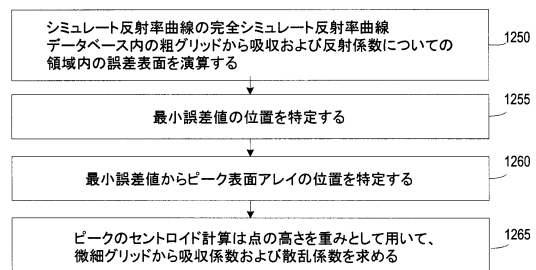 シミュレート反射率曲線の完全シミュレート反射率曲線
データベース内の粗グリッドから吸収および反射係数についての
領域内の誤差表面を演算する
1250
最小誤差値の位置を特定する
1255
最小誤差値からピーク表面アレイの位置を特定する
1260
ピークのセントロイド計算は点の高さを重みとして用いて、
微細グリッドから吸収係数および散乱係数を求める
1265